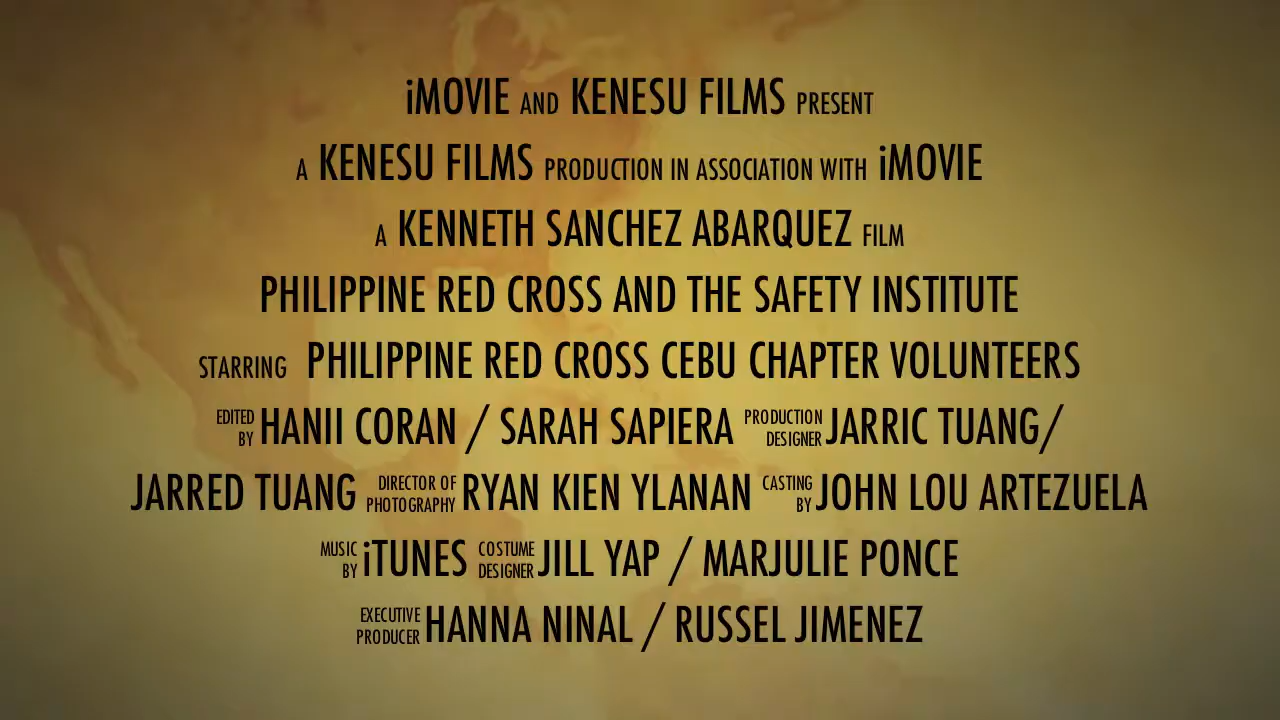 iMOVIE AND KENESU FILMS PRESENT
A KENESU FILMS PRODUCTION IN ASSOCIATION WITH iMOVIE
A KENNETH SANCHEZ ABARQUEZ FILM
PHILIPPINE RED CROSS AND THE SAFETY INSTITUTE
STARRING PHILIPPINE RED CROSS CEBU CHAPTER VOLUNTEERS
EDITED BY HANII CORAN / SARAH SAPIERA PRODUCTION DESIGNER JARRIC TUANG/
JARRED TUANG DIRECTOR OF PHOTOGRAPHY RYAN KIEN YLANAN CASTING BY JOHN LOU ARTEZUELA
MUSIC BY iTUNES COSTUME DESIGNER JILL YAP / MARJULIE PONCE
EXECUTIVE PRODUCER HANNA NINAL / RUSSEL JIMENEZ